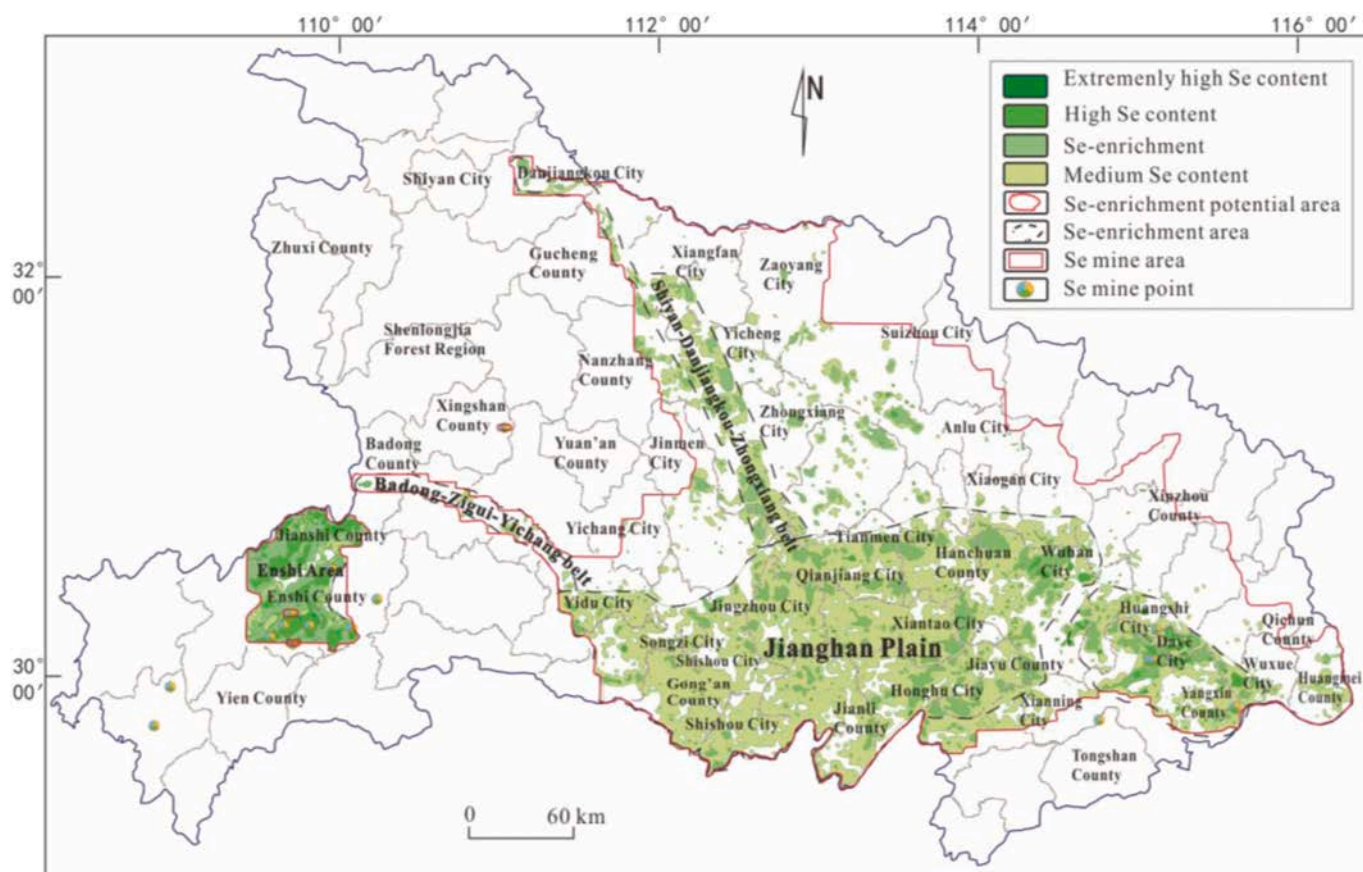 110° 00′
112° 00′
114° 00′
116° 00′
N
Extremenly high Se content
High Se content
Se-enrichment
Medium Se content
Se-enrichment potential area
Se-enrichment area
Se mine area
Se mine point
32°
00′
30°
00′
Shiyan City
Danjiangkou City
Zhuxi County
Gucheng
County
Xiangfan
City
Zaoyang
City
Shenlongjia
Forest Region
Nanzhang
County
Yicheng
City
Suizhou City
Shiyan-Danjiangkou-Zhongxiang belt
Xingshan
County
Zhongxiang
City
Anlu City
Badong
County
Yuan'an
County
Jinmen
City
Xiaogan City
Xinzhou
County
Badong-Zigui-Yichang belt
Yichang City
Jianshi County
Tianmen City
Hanchuan
County
Wuhan
City
Enshi Area
Enshi County
Qianjiang City
Yidu City
Jingzhou City
Huangshi
City
Qichun
County
Songzi City
Xiantao City
Daye
City
Jianghan Plain
Shishou City
Jiayu County
Wuxue
City
Huangmei
County
Yien County
Gong'an
County
Honghu City
Xianning
City
Yangxin
County
Shishou City
Jianli
County
Tongshan
County
0
60 km